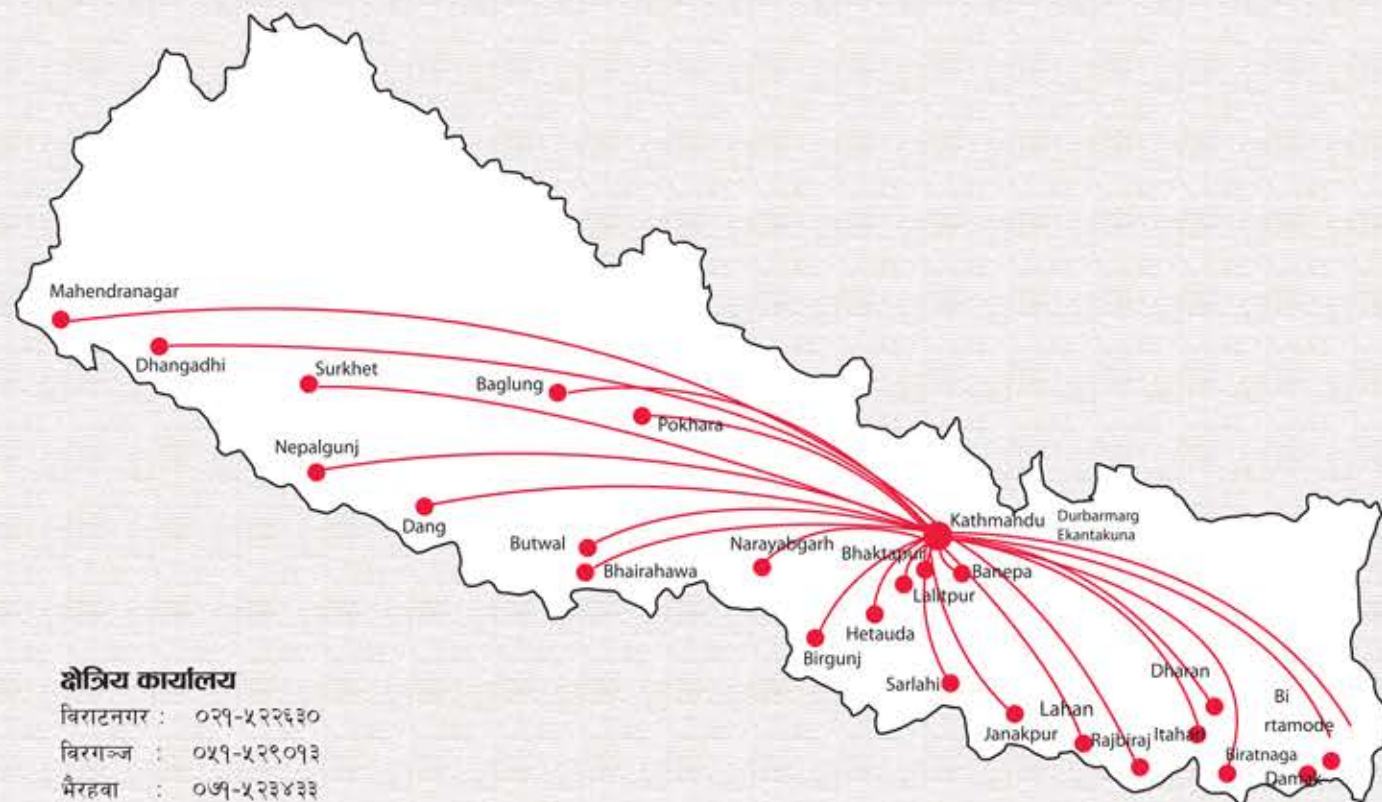 Mahendranagar
Dhangadhi
Surkhet
Baglung
Pokhara
Nepalgunj
Dang
Butwal
Bhairahawa
Narayabgarh
Kathmandu
Durbarmarg
Ekantakuna
Bhaktapur
Banepa
Lalitpur
Hetauda
Birgunj
Sarlahi
Janakpur
Lahan
Rajbiraj
Itahari
Dharan
Bi
rtamode
Biratnaga
Damak
क्षेत्रिय कार्यालय
विराटनगर : ०२१-५२२६३०
विरगञ्ज : ०५१-५२९०१३
भैरहवा : ०७१-५२३४३३